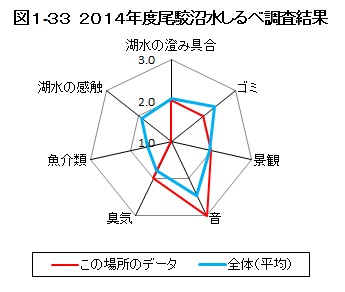 図1-33 2014年度尾駮沼水しるべ調査結果
湖水の澄み具合
3.0
湖水の感触
2.0
ゴミ
1.0
魚介類
景観
臭気
音
この場所のデータ
全体(平均)